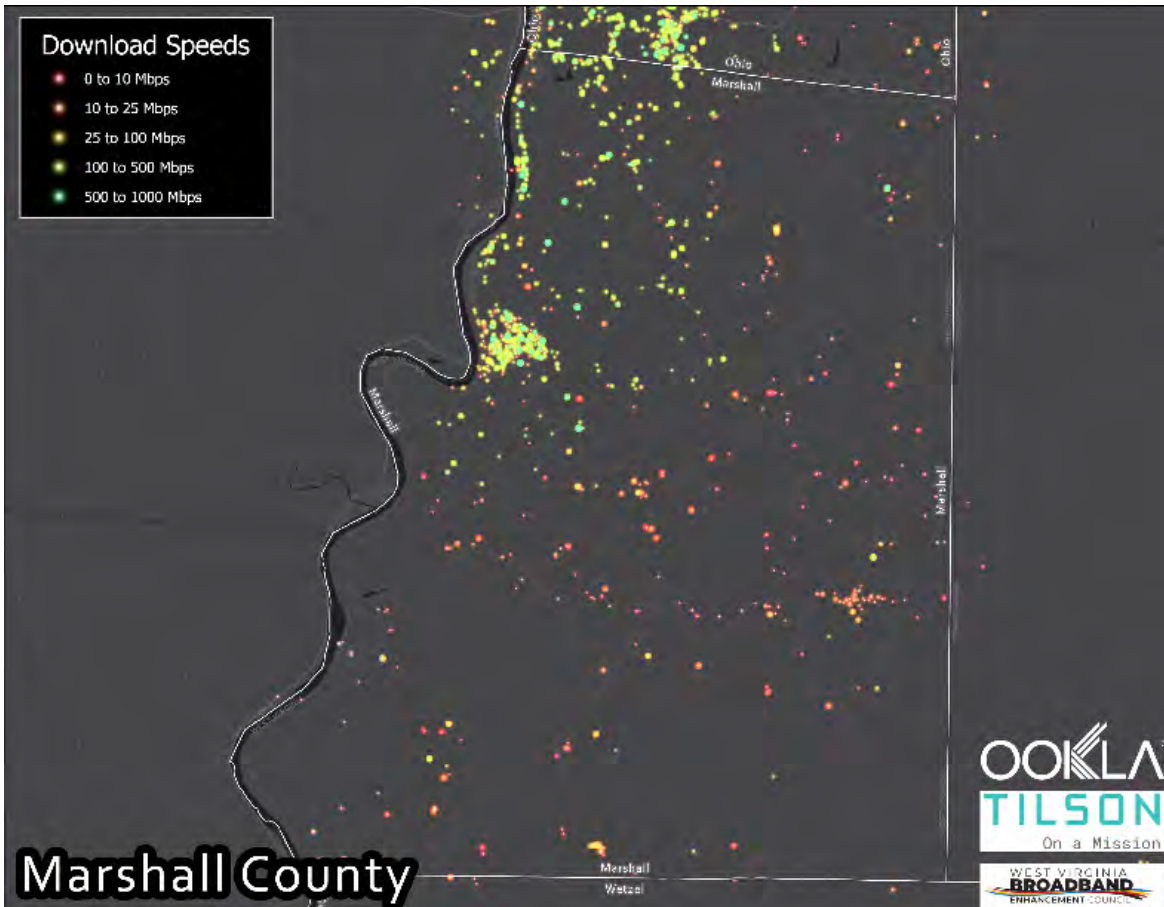 Download Speeds
0 to 10 Mbps
10 to 25 Mbps
25 to 100 Mbps
100 to 500 Mbps
500 to 1000 Mbps
Ohio
Ohio
Marshall
Ohio
Marshall
Marshall
OOKLA
TILSON
On a Mission
Marshall
Wetzel
Marshall County
WEST VIRGINIA
BROADBAND
ENHANCEMENT COUNCIL